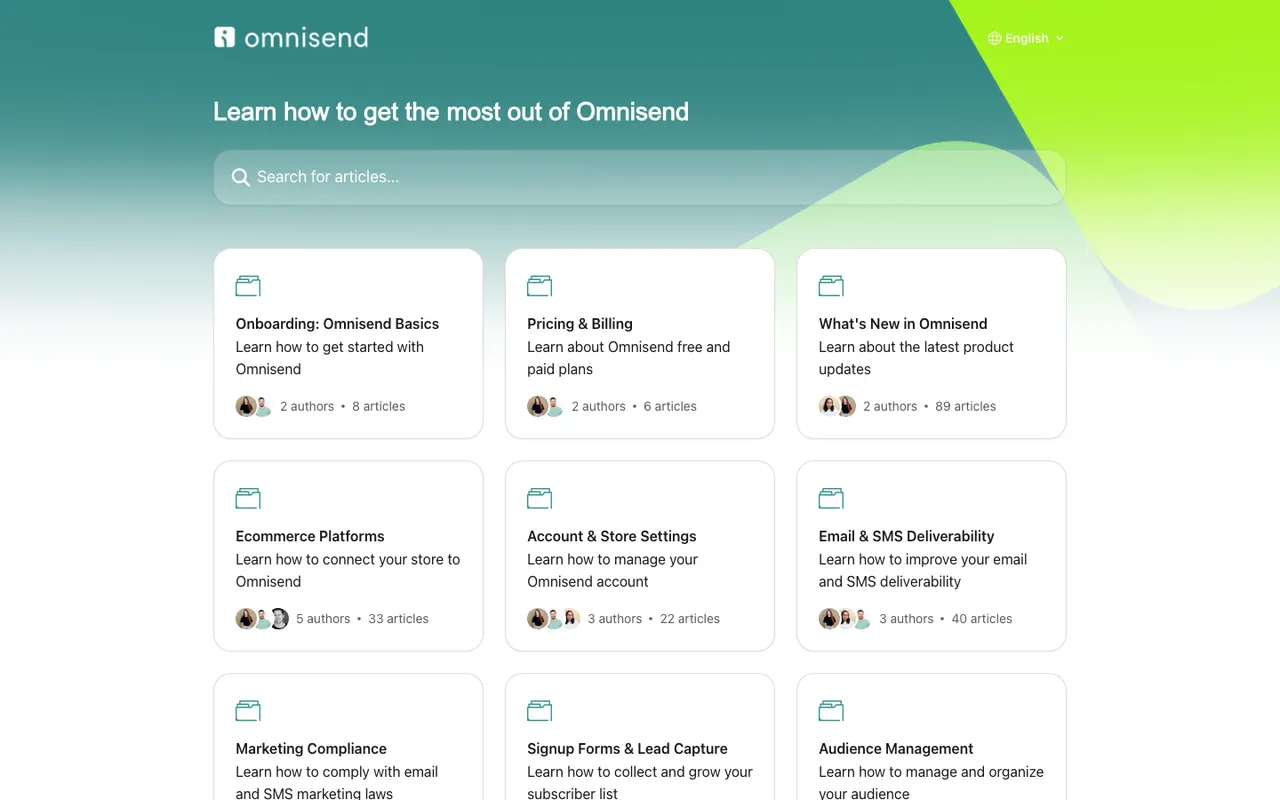 omnisend
English
Learn how to get the most out of Omnisend
Search for articles...
Onboarding: Omnisend Basics
Learn how to get started with
Omnisend
2 authors • 8 articles
Pricing & Billing
Learn about Omnisend free and
paid plans
2 authors • 6 articles
What's New in Omnisend
Learn about the latest product
updates
2 authors • 89 articles
Ecommerce Platforms
Learn how to connect your store to
Omnisend
5 authors • 33 articles
Account & Store Settings
Learn how to manage your
Omnisend account
3 authors • 22 articles
Email & SMS Deliverability
Learn how to improve your email
and SMS deliverability
3 authors • 40 articles
Marketing Compliance
Learn how to comply with email
and SMS marketing laws
Signup Forms & Lead Capture
Learn how to collect and grow your
subscriber list
Audience Management
Learn how to manage and organize
your audience